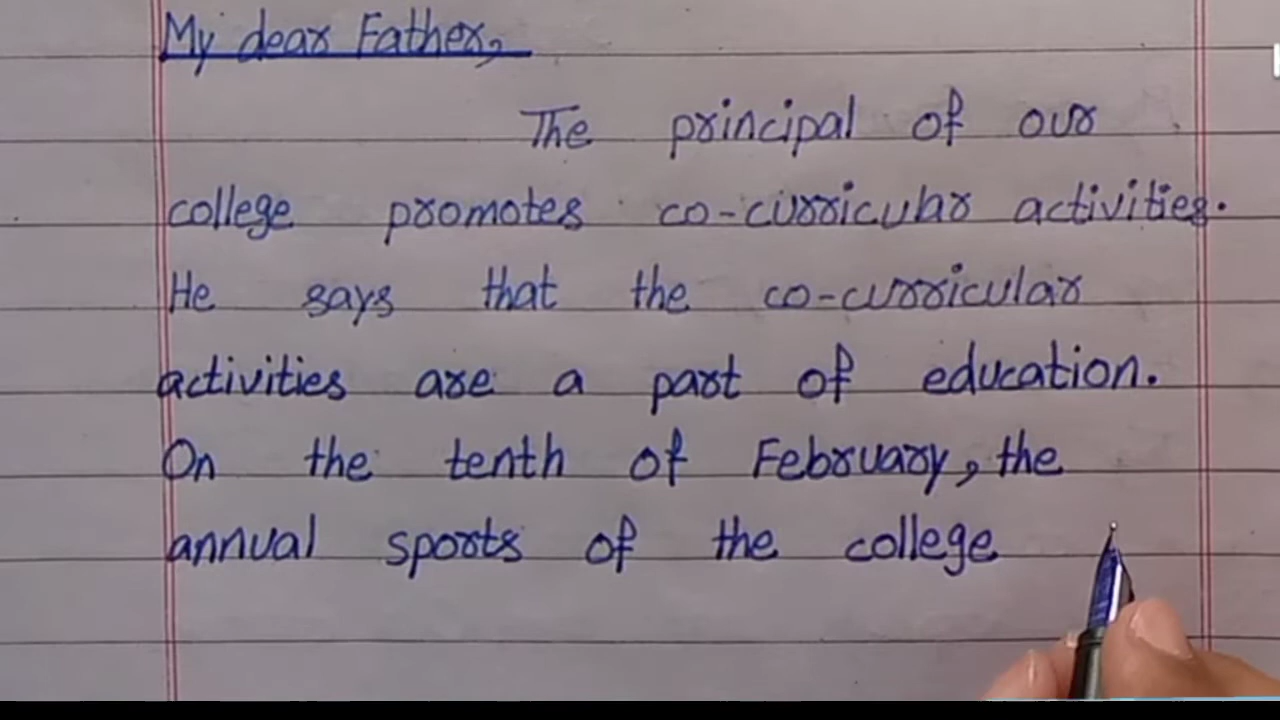 My dear Father,
The principal of our
college promotes co-curricular activities.
He says that the co-curricular
activities are a part of education.
On the tenth of February, the
annual sports of the college